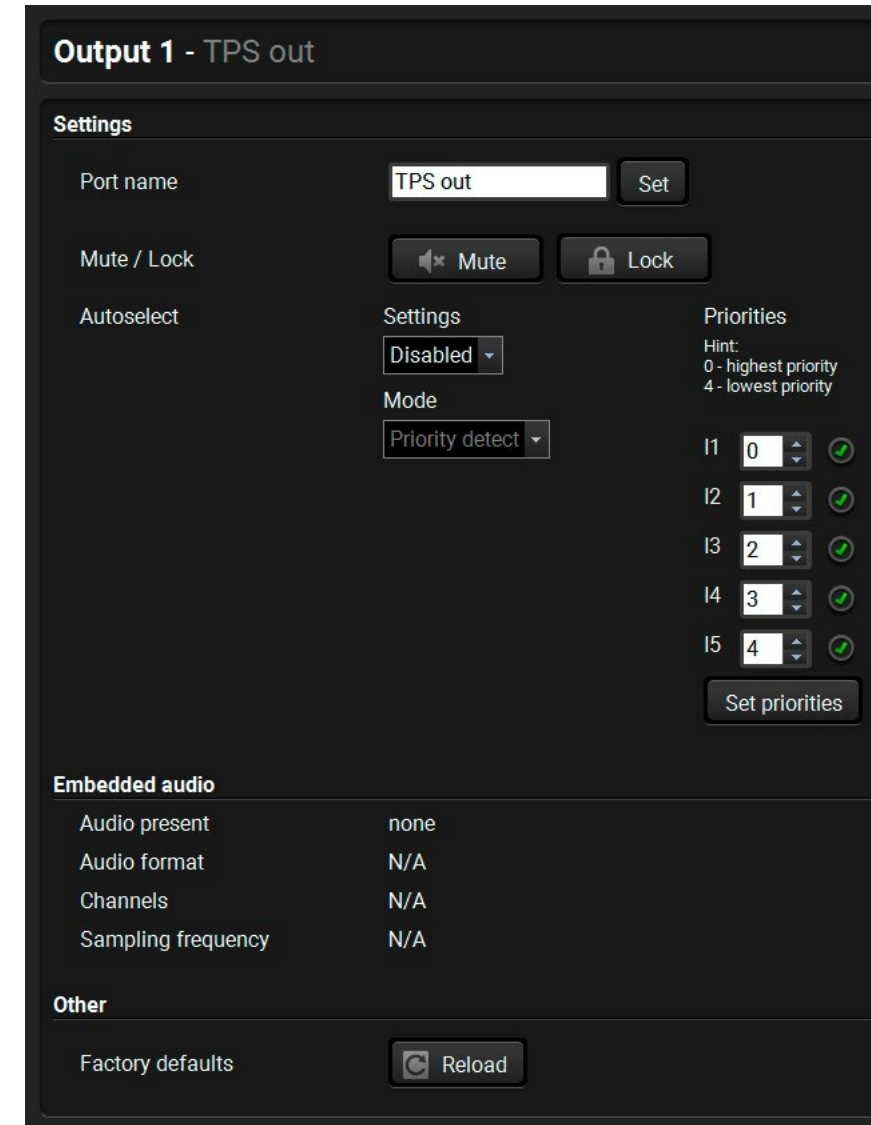 Output 1 - TPS out
Settings
Port name
TPS out
Set
Mute / Lock
Mute
Lock
Autoselect
Settings
Disabled
Mode
Priority detect
Priorities
Hint:
0 - highest priority
4 - lowest priority
I1 0
I2 1
I3 2
I4 3
I5 4
Set priorities
Embedded audio
Audio present none
Audio format N/A
Channels N/A
Sampling frequency N/A
Other
Factory defaults
Reload